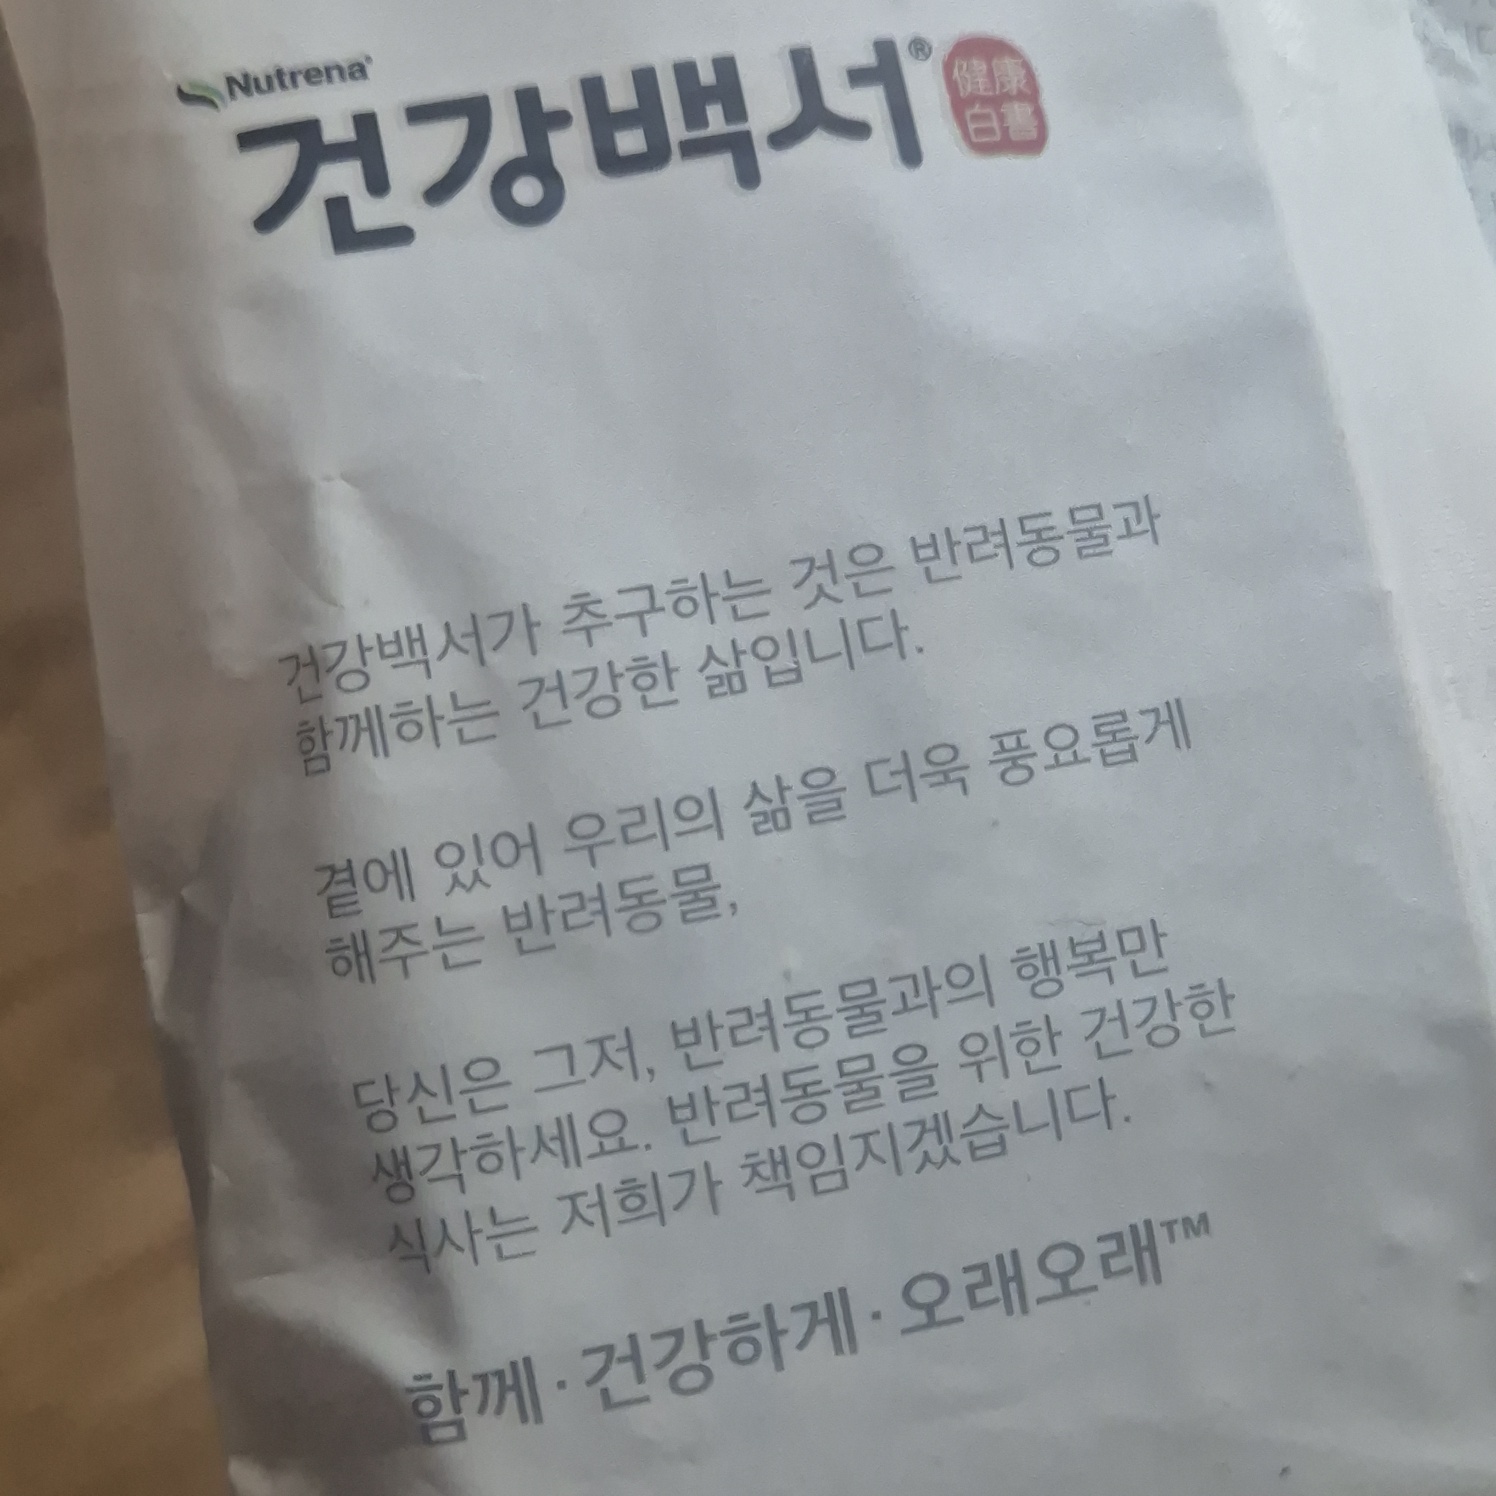 Nutrena®
건강백서® 健康
白書
건강백서가 추구하는 것은 반려동물과
함께하는 건강한 삶입니다.
곁에 있어 우리의 삶을 더욱 풍요롭게
해주는 반려동물,
당신은 그저, 반려동물과의 행복만
생각하세요. 반려동물을 위한 건강한
식사는 저희가 책임지겠습니다.
함께·건강하게·오래오래™